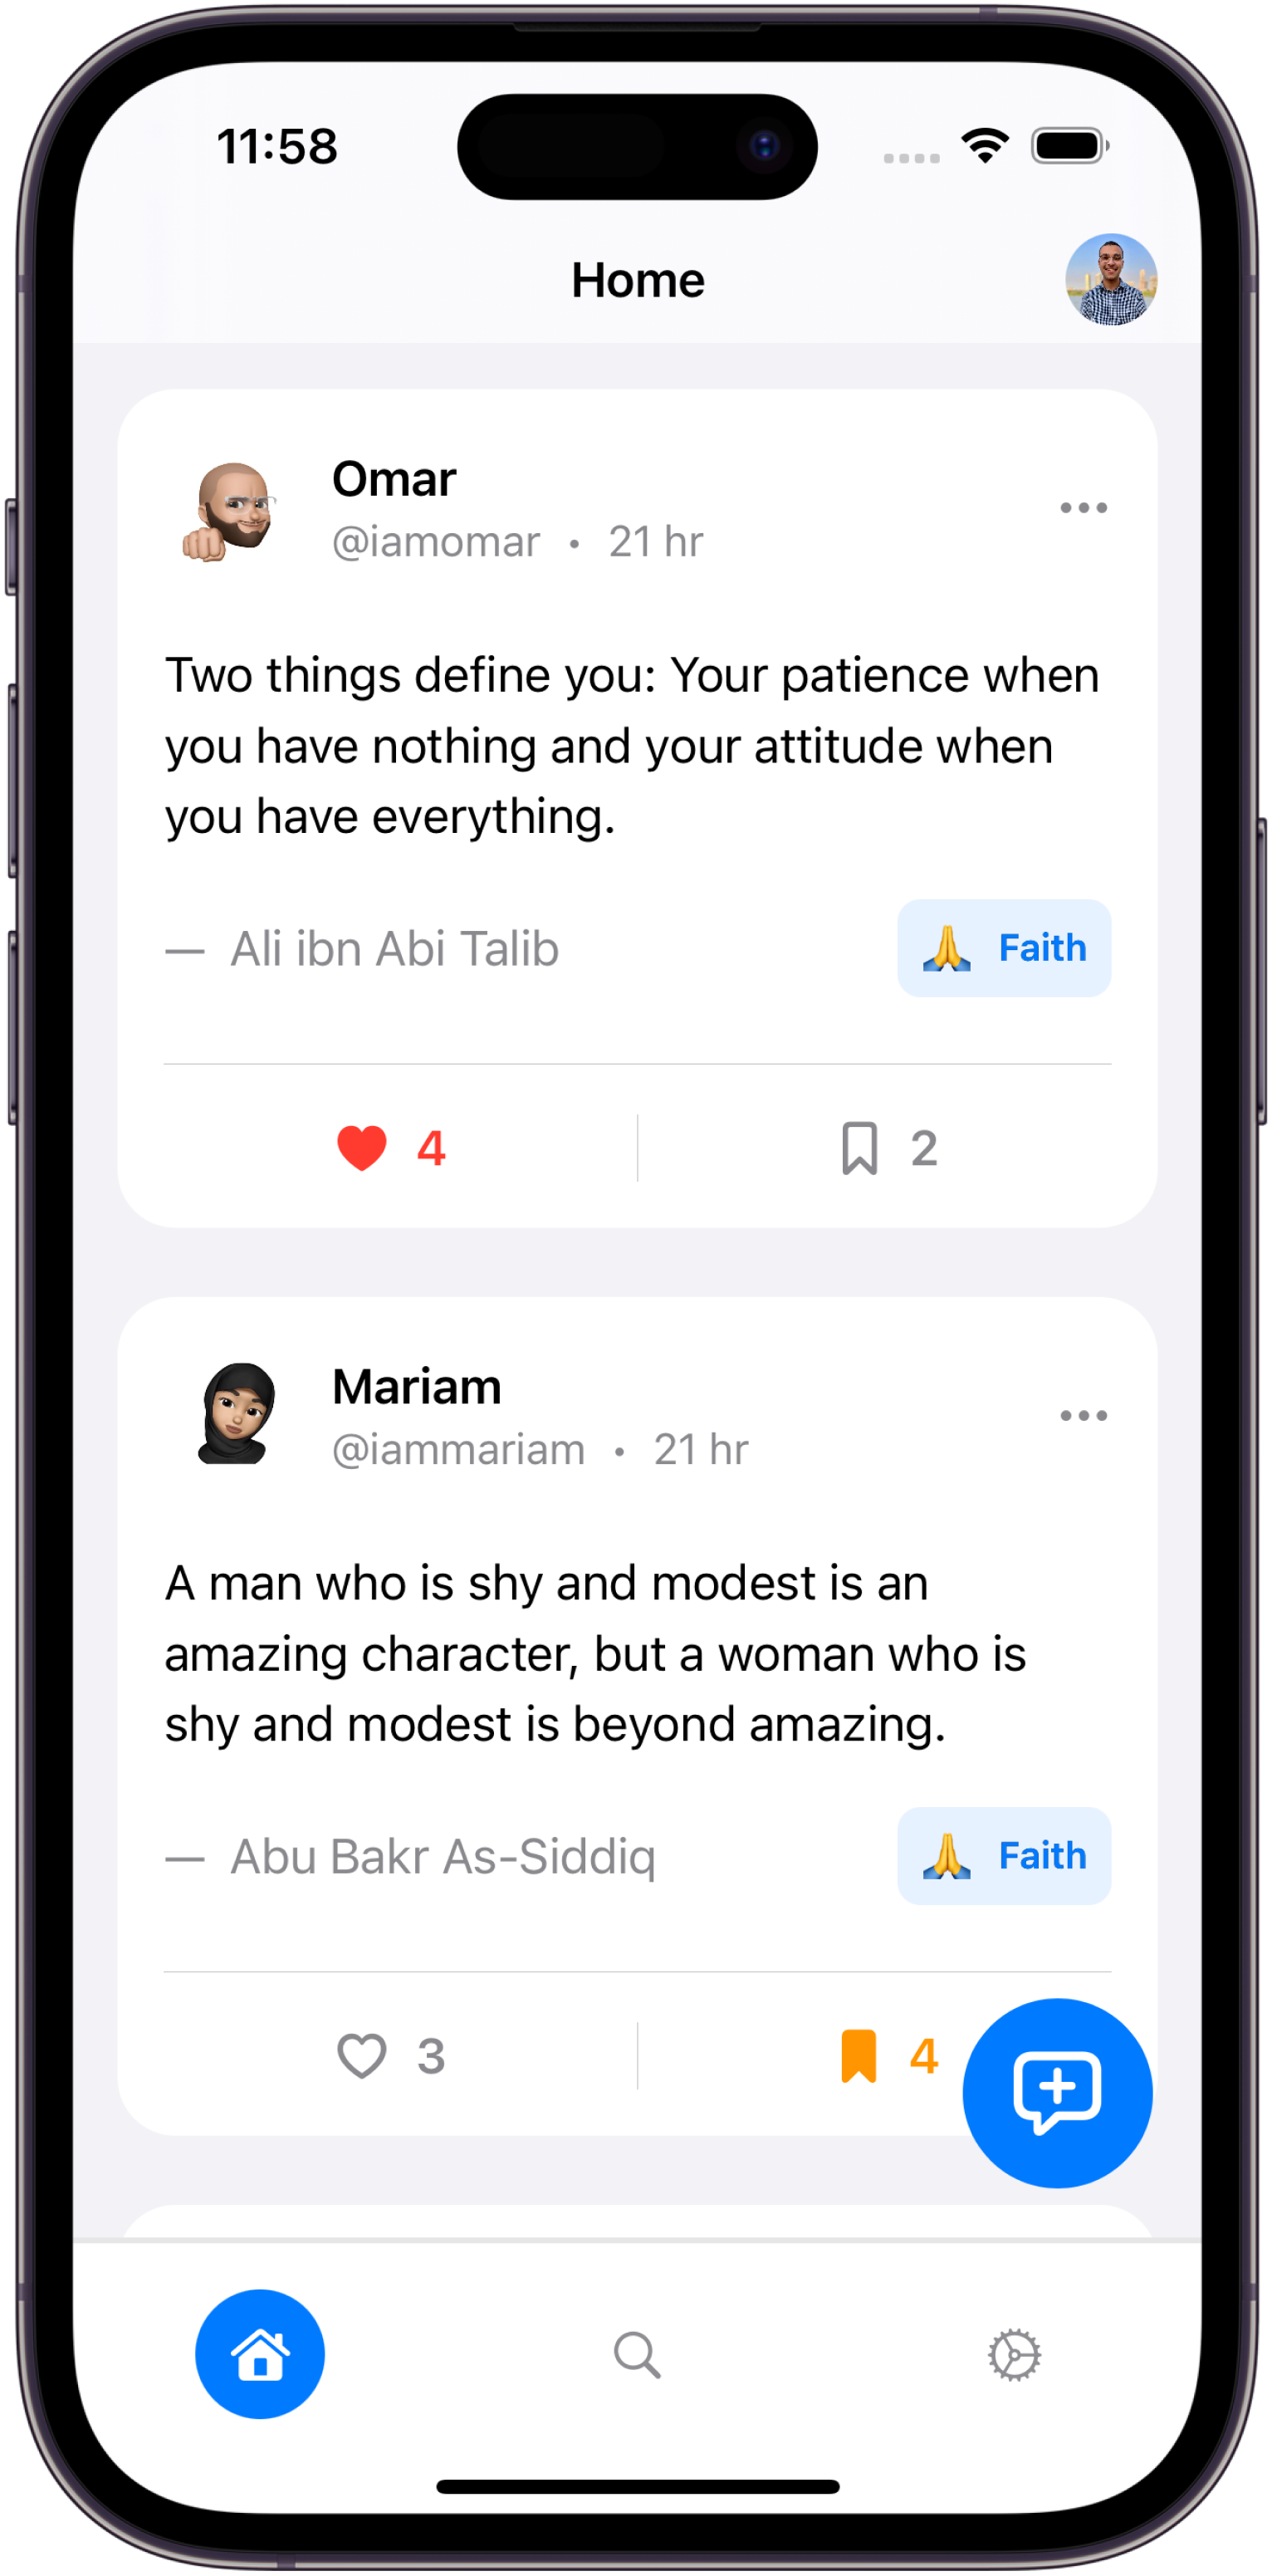 11:58
Home
Omar
@iamomar • 21 hr
Two things define you: Your patience when
you have nothing and your attitude when
you have everything.
— Ali ibn Abi Talib
🙏 Faith
4
2
Mariam
@iammariam • 21 hr
A man who is shy and modest is an
amazing character, but a woman who is
shy and modest is beyond amazing.
— Abu Bakr As-Siddiq
🙏 Faith
3
4